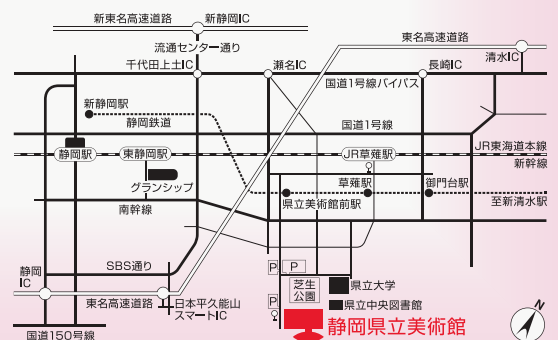 新東名高速道路
新静岡IC
東名高速道路
清水IC
流通センター通り
千代田上土IC
瀬名IC
長崎IC
国道1号線バイパス
新静岡駅
静岡鉄道
国道1号線
静岡駅
東静岡駅
JR草薙駅
JR東海道本線
新幹線
グランシップ
草薙駅
御門台駅
県立美術館前駅
至新清水駅
南幹線
静岡
IC
SBS通り
P
P
P
芝生
公園
県立大学
県立中央図書館
東名高速道路
日本平久能山
スマートIC
静岡県立美術館
国道150号線
N